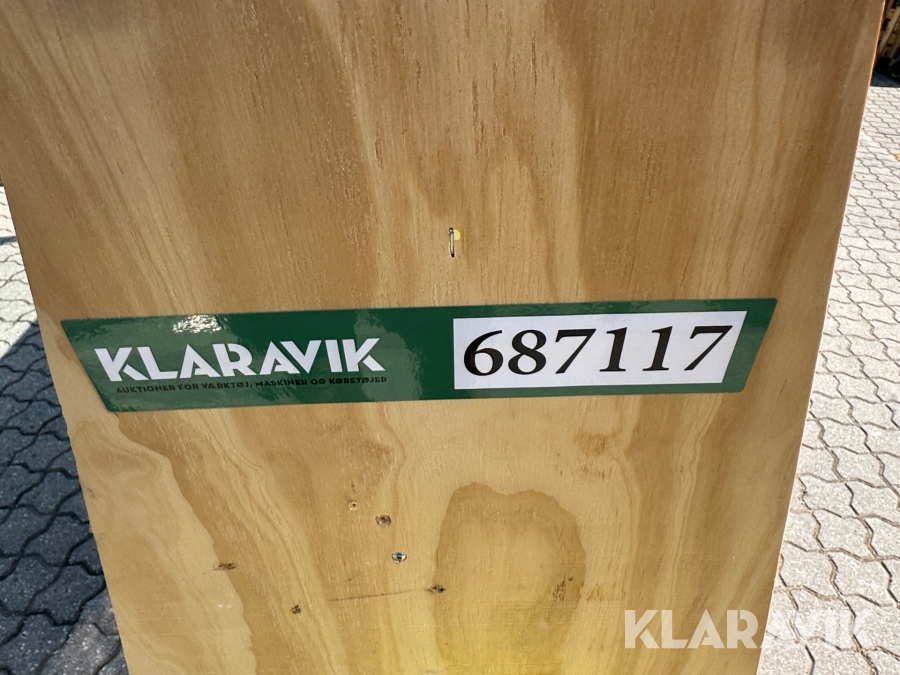 KLARAVIK
AUKTIONER FOR VÆRKTØJ, MASKINER OG KØRETØJER
687117
KLARAVIK